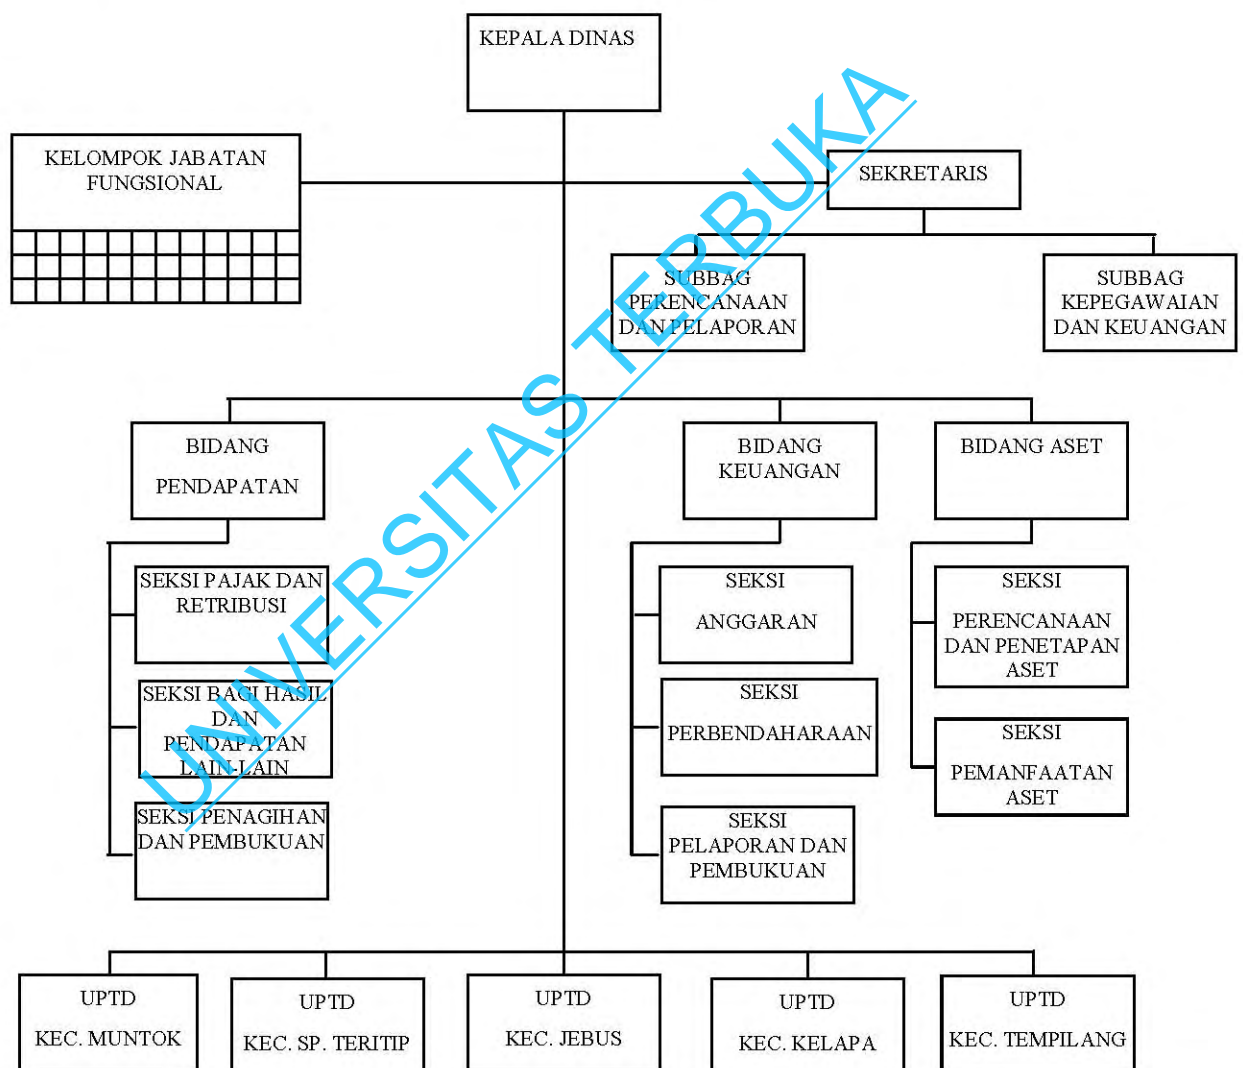 KEPALA DINAS
KELOMPOK JABATAN
FUNGSIONAL
SEKRETARIS
SUBBAG
PERENCANAAN
DAN PELAPORAN
SUBBAG
KEPEGAWAIAN
DAN KEUANGAN
BIDANG
PENDAPATAN
BIDANG
KEUANGAN
BIDANG ASET
SEKSI PAJAK DAN
RETRIBUSI
SEKSI BAGI HASIL
DAN
PENDAPATAN
LAIN-LAIN
SEKSI PENAGIHAN
DAN PEMBUKUAN
SEKSI
ANGGARAN
SEKSI
PERBENDAHARAAN
SEKSI
PELAPORAN DAN
PEMBUKUAN
SEKSI
PERENCANAAN
DAN PENETAPAN
ASET
SEKSI
PEMANFAATAN
ASET
UPTD
KEC. MUNTOK
UPTD
KEC. SP. TERITIP
UPTD
KEC. JEBUS
UPTD
KEC. KELAPA
UPTD
KEC. TEMPILANG
UNIVERSITAS TERBUKA